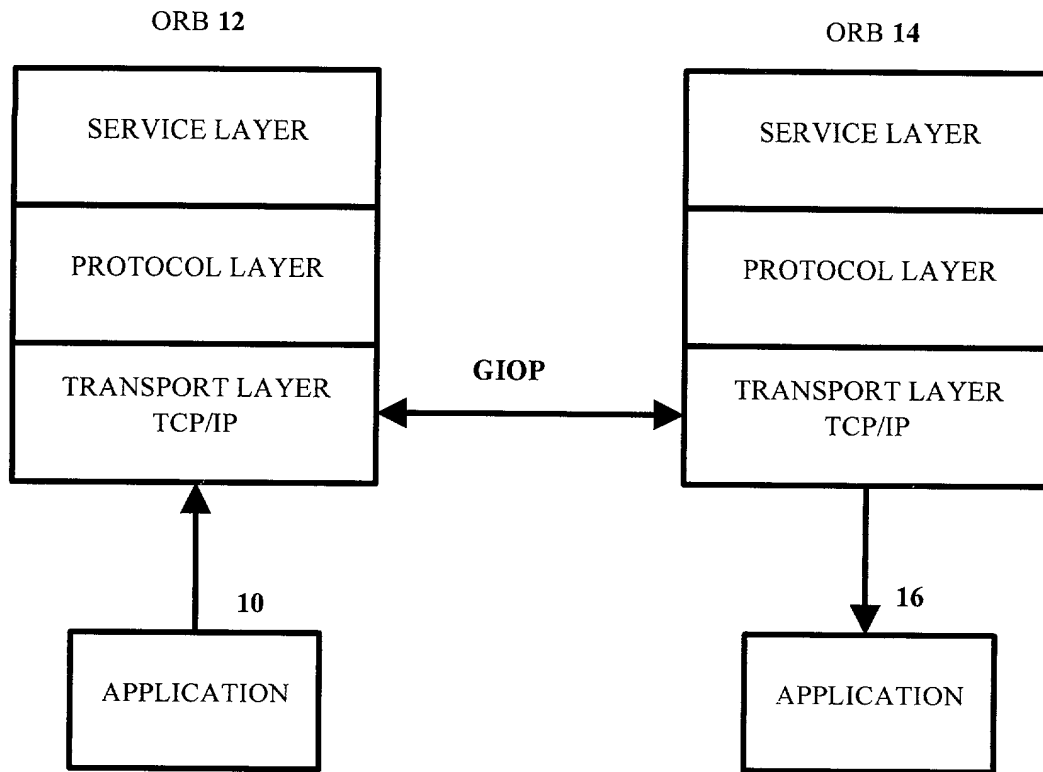 ORB 12
SERVICE LAYER
PROTOCOL LAYER
TRANSPORT LAYER
TCP/IP
10
APPLICATION
GIOP
ORB 14
SERVICE LAYER
PROTOCOL LAYER
TRANSPORT LAYER
TCP/IP
16
APPLICATION